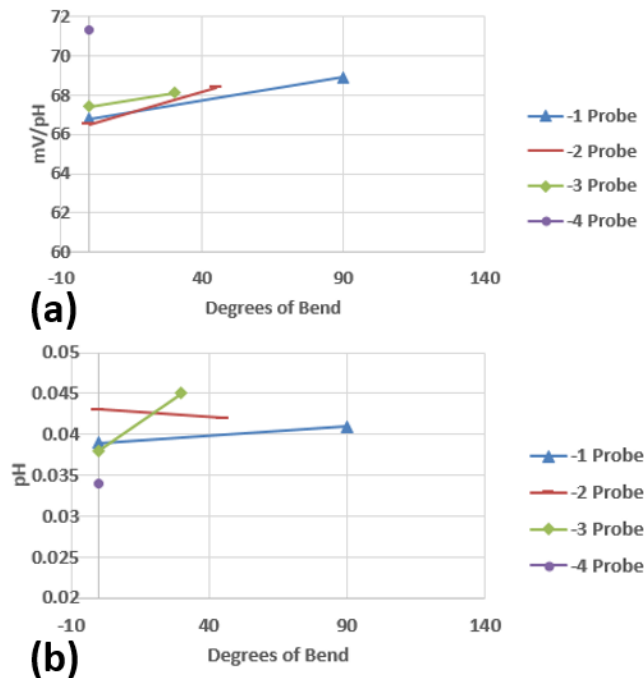 72
70
68
66
64
62
60
mV/pH
-10
40
90
140
Degrees of Bend
-1 Probe
-2 Probe
-3 Probe
-4 Probe
(a)
0.05
0.045
0.04
0.035
0.03
0.025
0.02
pH
-10
40
90
140
Degrees of Bend
-1 Probe
-2 Probe
-3 Probe
-4 Probe
(b)